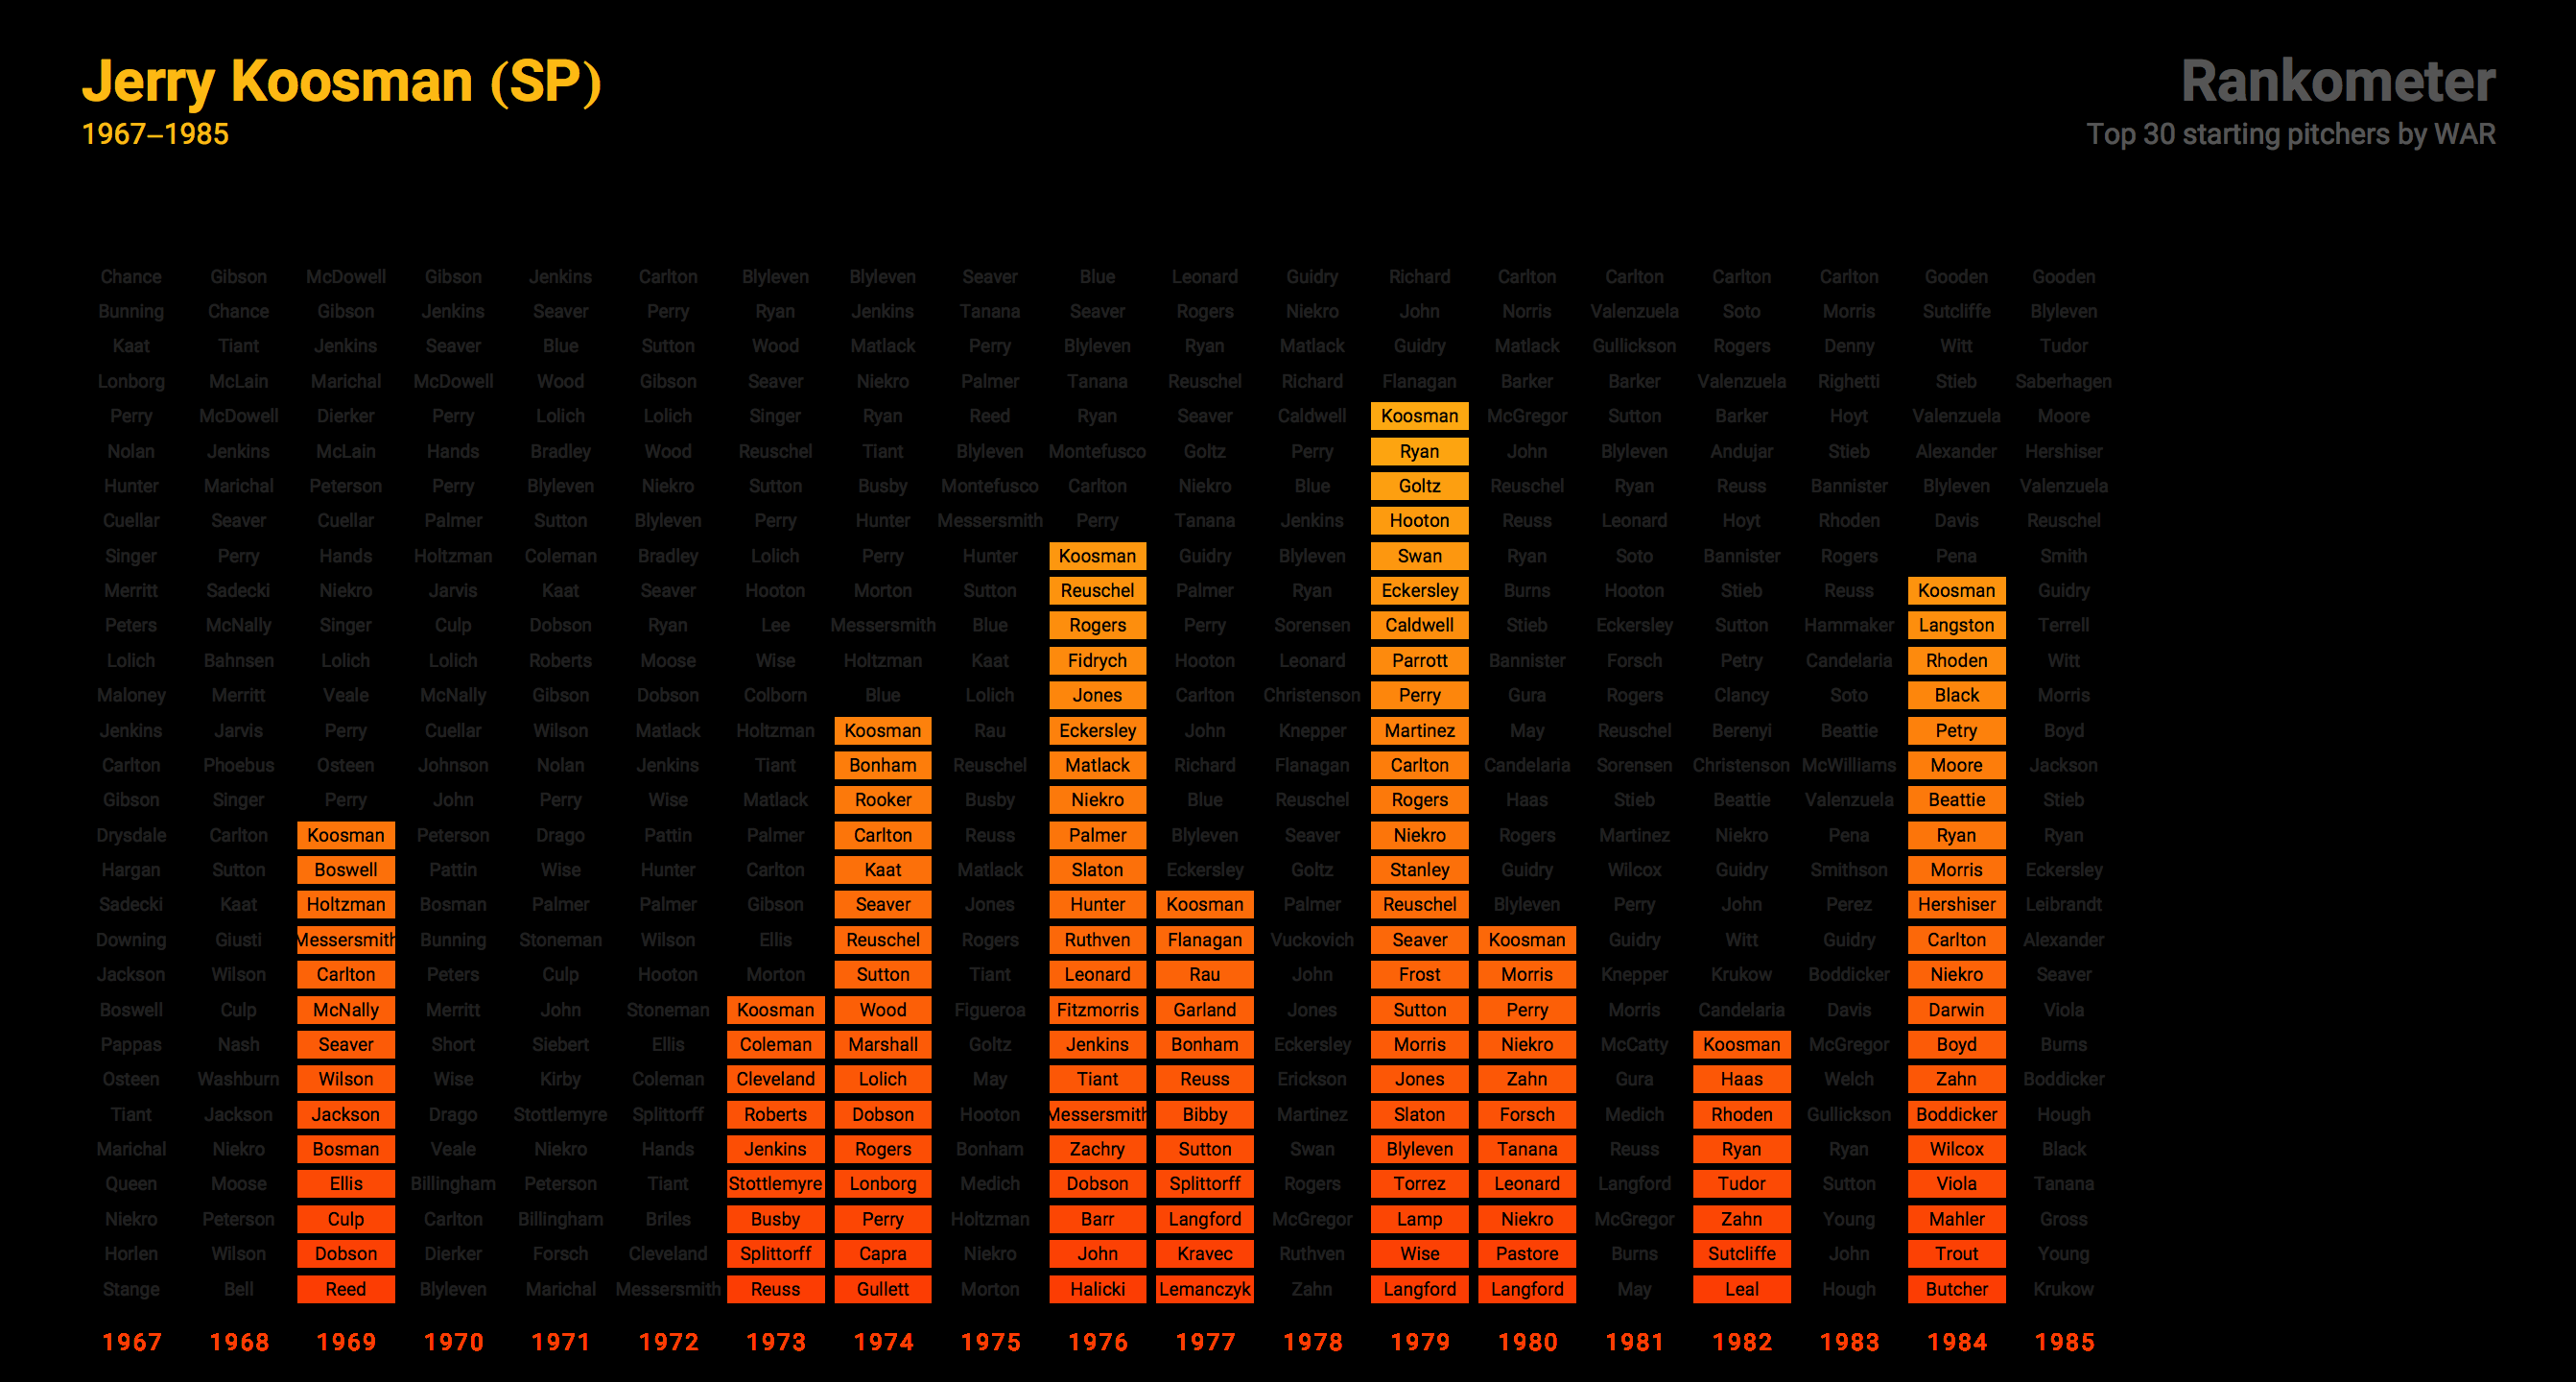 Jerry Koosman (SP)
1967–1985
Rankometer
Top 30 starting pitchers by WAR
Chance Gibson McDowell Gibson Jenkins Carlton Blyleven Blyleven Seaver Blue Leonard Guidry Richard Carlton Carlton Carlton Carlton Gooden Gooden
Bunning Chance Gibson Jenkins Seaver Perry Ryan Jenkins Tanana Seaver Rogers Niekro John Norris Valenzuela Soto Morris Sutcliffe Blyleven
Kaat Tiant Jenkins Seaver Blue Sutton Wood Matlack Perry Blyleven Ryan Matlack Guidry Matlack Gullickson Rogers Denny Witt Tudor
Lonborg McLain Marichal McDowell Wood Gibson Seaver Niekro Palmer Tanana Reuschel Richard Flanagan Barker Barker Valenzuela Righetti Stieb Saberhagen
Perry McDowell Dierker Perry Lolich Lolich Singer Ryan Reed Ryan Seaver Caldwell Koosman McGregor Sutton Barker Hoyt Valenzuela Moore
Nolan Jenkins McLain Hands Bradley Wood Reuschel Tiant Blyleven Montefusco Goltz Perry Ryan John Blyleven Andujar Stieb Alexander Hershiser
Hunter Marichal Peterson Perry Blyleven Niekro Sutton Busby Montefusco Carlton Niekro Blue Goltz Reuschel Ryan Reuss Bannister Blyleven Valenzuela
Cuellar Seaver Cuellar Palmer Sutton Blyleven Perry Hunter Messersmith Perry Tanana Jenkins Hooton Reuss Leonard Hoyt Rhoden Davis Reuschel
Singer Perry Hands Holtzman Coleman Bradley Lolich Perry Hunter Koosman Guidry Blyleven Swan Ryan Soto Bannister Rogers Pena Smith
Merritt Sadecki Niekro Jarvis Kaat Seaver Hooton Morton Sutton Reuschel Palmer Ryan Eckersley Burns Hooton Stieb Reuss Koosman Guidry
Peters McNally Singer Culp Dobson Ryan Lee Messersmith Blue Rogers Perry Sorensen Caldwell Stieb Eckersley Sutton Hammaker Langston Terrell
Lolich Bahnsen Lolich Lolich Roberts Moose Wise Holtzman Kaat Fidrych Hooton Leonard Parrott Bannister Forsch Petry Candelaria Rhoden Witt
Maloney Merritt Veale McNally Gibson Dobson Colborn Blue Lolich Jones Carlton Christenson Perry Gura Rogers Clancy Soto Black Morris
Jenkins Jarvis Perry Cuellar Wilson Matlack Holtzman Koosman Rau Eckersley John Knepper Martinez May Reuschel Berenyi Beattie Petry Boyd
Carlton Phoebus Osteen Johnson Nolan Jenkins Tiant Bonham Reuschel Matlack Richard Flanagan Carlton Candelaria Sorensen Christenson McWilliams Moore Jackson
Gibson Singer Perry John Perry Wise Matlack Rooker Busby Niekro Blue Reuschel Rogers Haas Stieb Beattie Valenzuela Beattie Stieb
Drysdale Carlton Koosman Peterson Drago Pattin Palmer Carlton Reuss Palmer Blyleven Seaver Niekro Rogers Martinez Niekro Pena Ryan Ryan
Hargan Sutton Boswell Pattin Wise Hunter Carlton Kaat Matlack Slaton Eckersley Goltz Stanley Guidry Wilcox Guidry Smithson Morris Eckersley
Sadecki Kaat Holtzman Bosman Palmer Palmer Gibson Seaver Jones Hunter Koosman Palmer Reuschel Blyleven Perry John Perez Hershiser Leibrandt
Downing Giusti Messersmith Bunning Stoneman Wilson Ellis Reuschel Rogers Ruthven Flanagan Vuckovich Seaver Koosman Guidry Witt Guidry Carlton Alexander
Jackson Wilson Carlton Peters Culp Hooton Morton Sutton Tiant Leonard Rau John Frost Morris Knepper Krukow Boddicker Niekro Seaver
Boswell Culp McNally Merritt John Stoneman Koosman Wood Figueroa Fitzmorris Garland Jones Sutton Perry Morris Candelaria Davis Darwin Viola
Pappas Nash Seaver Short Siebert Ellis Coleman Marshall Goltz Jenkins Bonham Eckersley Morris Niekro McCatty Koosman McGregor Boyd Burns
Osteen Washburn Wilson Wise Kirby Coleman Cleveland Lolich May Tiant Reuss Erickson Jones Zahn Gura Haas Welch Zahn Boddicker
Tiant Jackson Jackson Drago Stottlemyre Splittorff Roberts Dobson Hooton Messersmith Bibby Martinez Slaton Forsch Medich Rhoden Gullickson Boddicker Hough
Marichal Niekro Bosman Veale Niekro Hands Jenkins Rogers Bonham Zachry Sutton Swan Blyleven Tanana Reuss Ryan Ryan Wilcox Black
Queen Moose Ellis Billingham Peterson Tiant Stottlemyre Lonborg Medich Dobson Splittorff Rogers Torrez Leonard Langford Tudor Sutton Viola Tanana
Niekro Peterson Culp Carlton Billingham Briles Busby Perry Holtzman Barr Langford McGregor Lamp Niekro McGregor Zahn Young Mahler Gross
Horlen Wilson Dobson Dierker Forsch Cleveland Splittorff Capra Niekro John Kravec Ruthven Wise Pastore Burns Sutcliffe John Trout Young
Stange Bell Reed Blyleven Marichal Messersmith Reuss Gullett Morton Halicki Lemanczyk Zahn Langford Langford May Leal Hough Butcher Krukow
1967 1968 1969 1970 1971 1972 1973 1974 1975 1976 1977 1978 1979 1980 1981 1982 1983 1984 1985